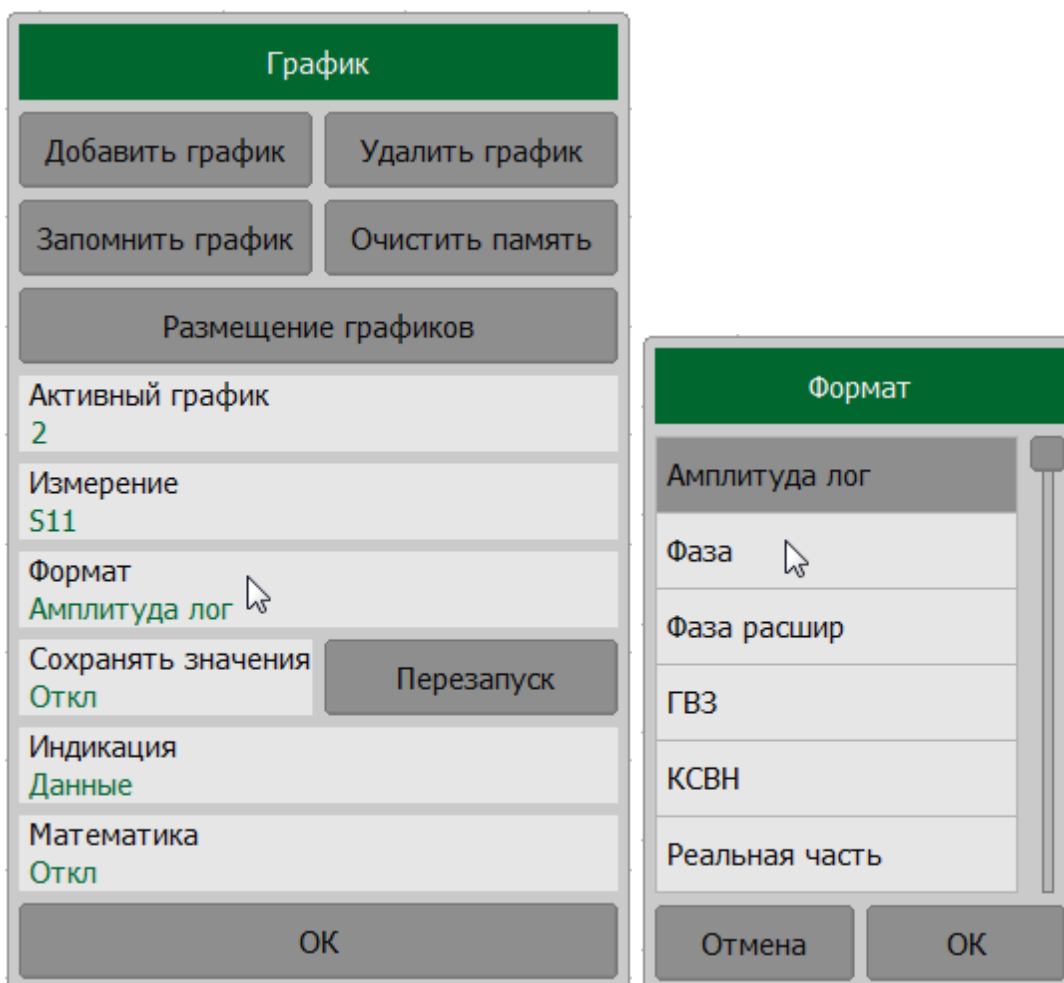 График
Добавить график
Удалить график
Запомнить график
Очистить память
Размещение графиков
Активный график
2
Измерение
S11
Формат
Амплитуда лог
Сохранять значения
Откл
Перезапуск
Индикация
Данные
Математика
Откл
ОК
Формат
Амплитуда лог
Фаза
Фаза расшир
ГВЗ
КСВН
Реальная часть
Отмена
ОК